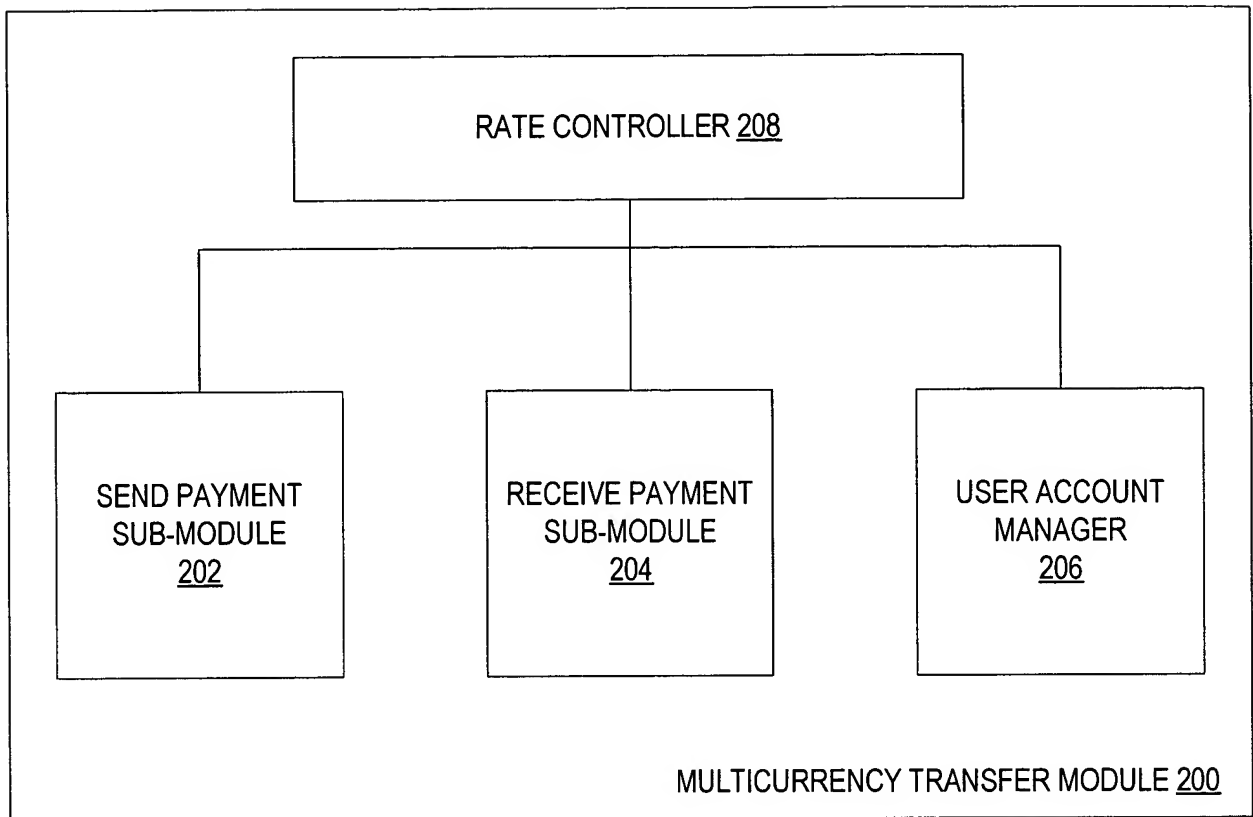 RATE CONTROLLER 208
SEND PAYMENT
SUB-MODULE
202
RECEIVE PAYMENT
SUB-MODULE
204
USER ACCOUNT
MANAGER
206
MULTICURRENCY TRANSFER MODULE 200